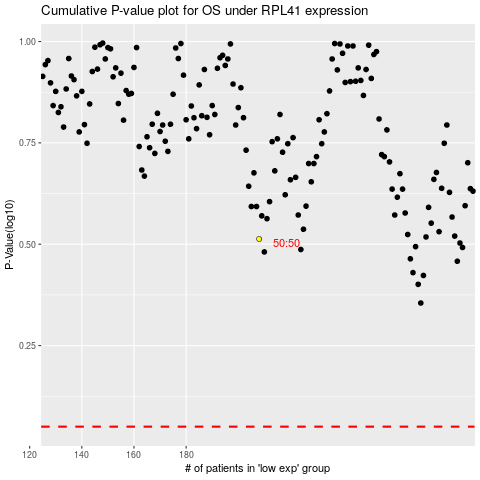 Cumulative P-value plot for OS under RPL41 expression
1.00
0.75
0.50
0.25
50:50
120 140 160 180
P-Value(log10)
# of patients in 'low exp' group